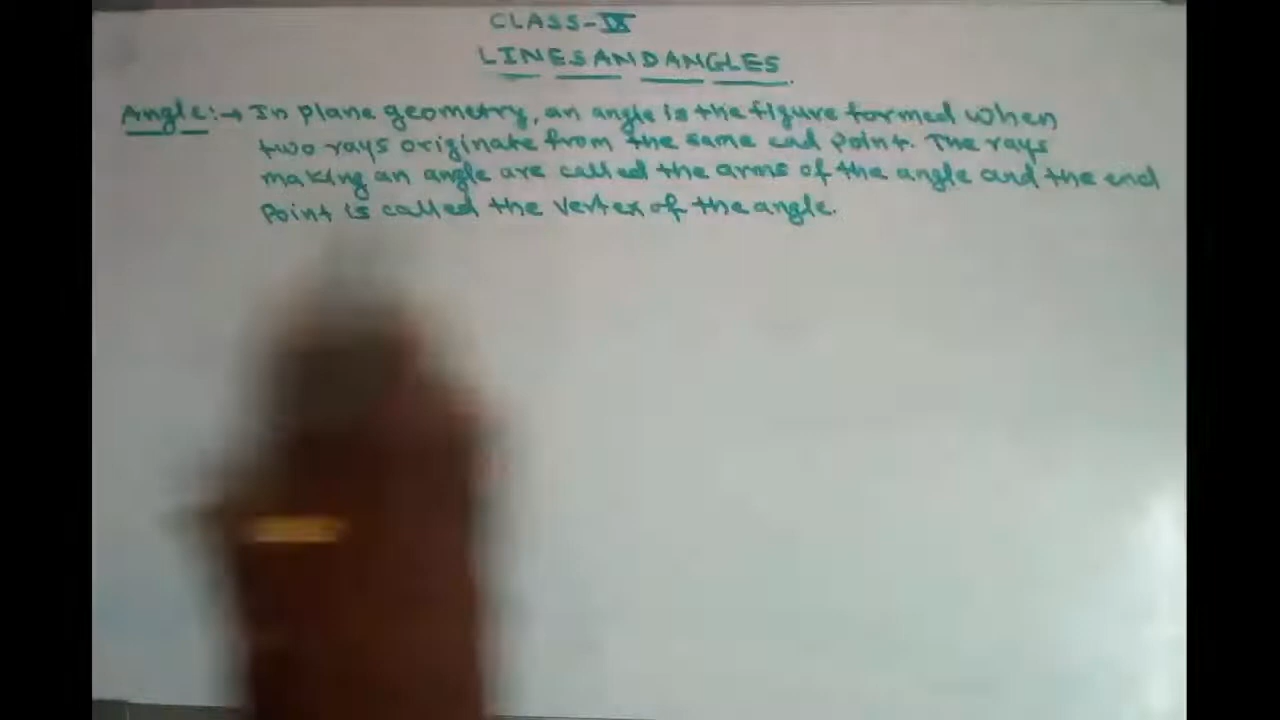 CLASS-IX
LINES AND ANGLES
Angle:→ In plane geometry, an angle is the figure formed when
two rays originate from the same end point. The rays
making an angle are called the arms of the angle and the end
Point is called the vertex of the angle.